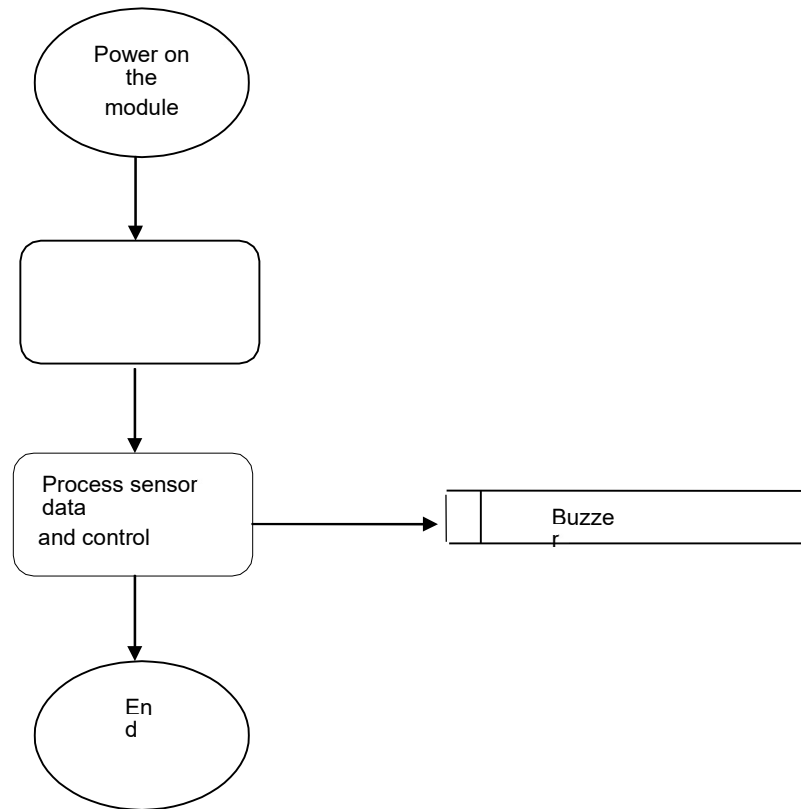 Power on
the
module
Process sensor
data
and control
Buzze
r
En
d